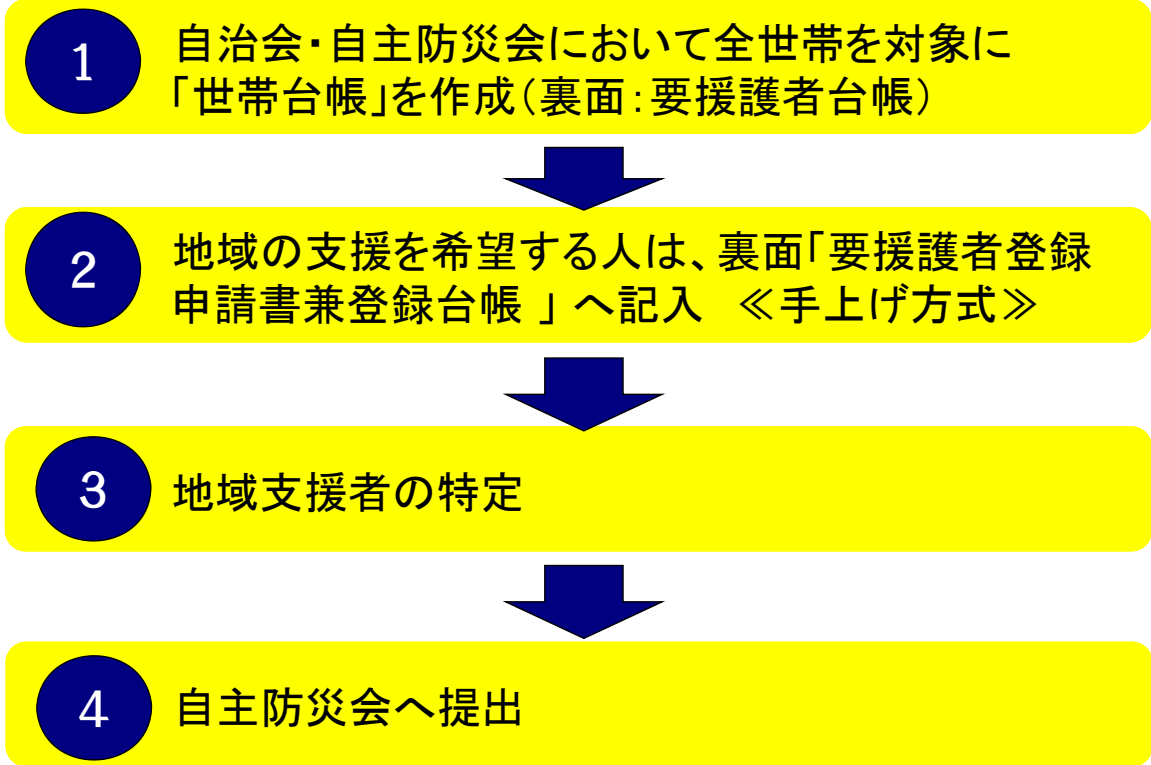 1
自治会・自主防災会において全世帯を対象に
「世帯台帳」を作成（裏面：要援護者台帳）
2
地域の支援を希望する人は、裏面「要援護者登録
申請書兼登録台帳 」 へ記入　≪手上げ方式≫
3
地域支援者の特定
4
自主防災会へ提出